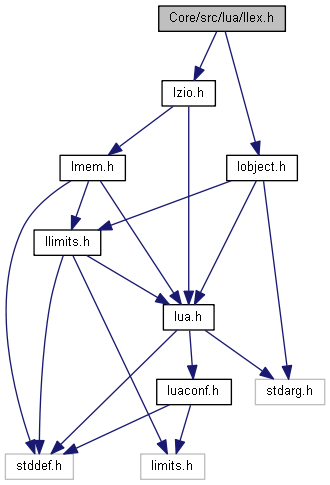 Core/src/lua/llex.h
lzio.h
lmem.h
lobject.h
llimits.h
lua.h
luaconf.h
stdarg.h
stddef.h
limits.h